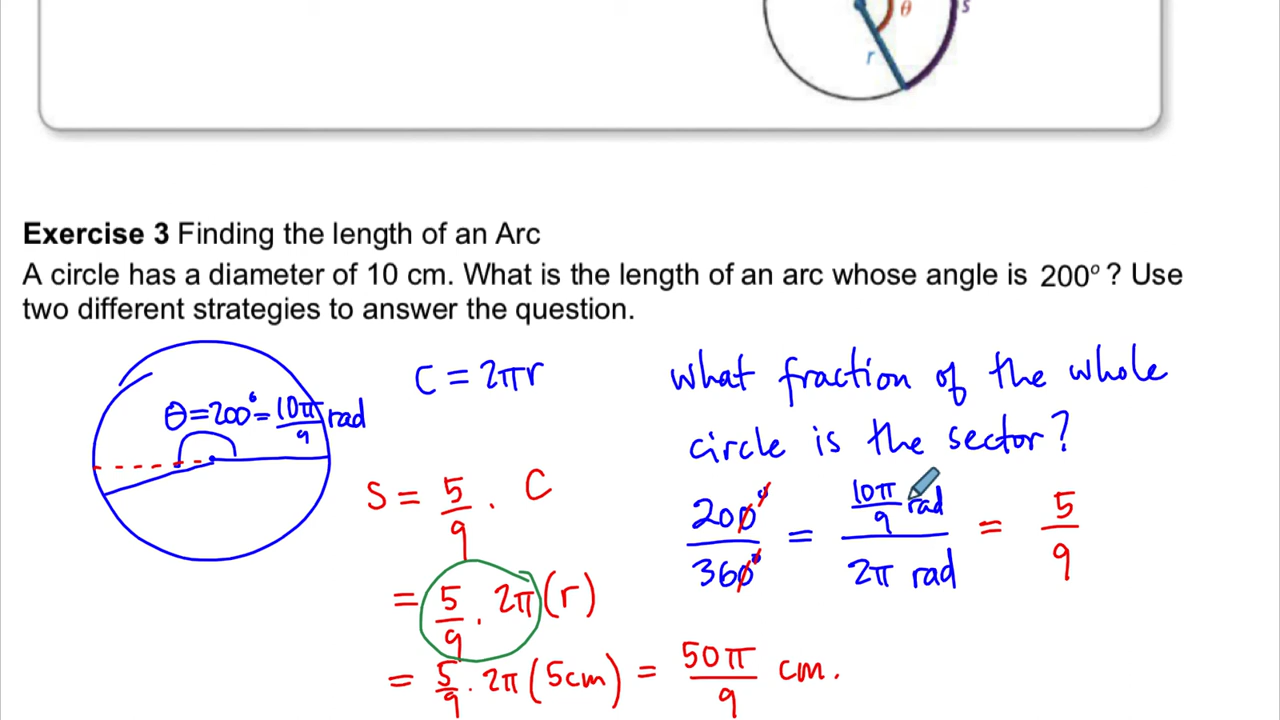 θ s
r
Exercise 3 Finding the length of an Arc
A circle has a diameter of 10 cm. What is the length of an arc whose angle is 200° ? Use
two different strategies to answer the question.
C = 2πr
What fraction of the whole
circle is the sector?
θ = 200° = 10π/9 rad
S = 5/9 · C
200°/360° = (10π/9 rad)/(2π rad) = 5/9
= 5/9 · 2π (r)
= 5/9 · 2π (5cm) = 50π/9 cm.